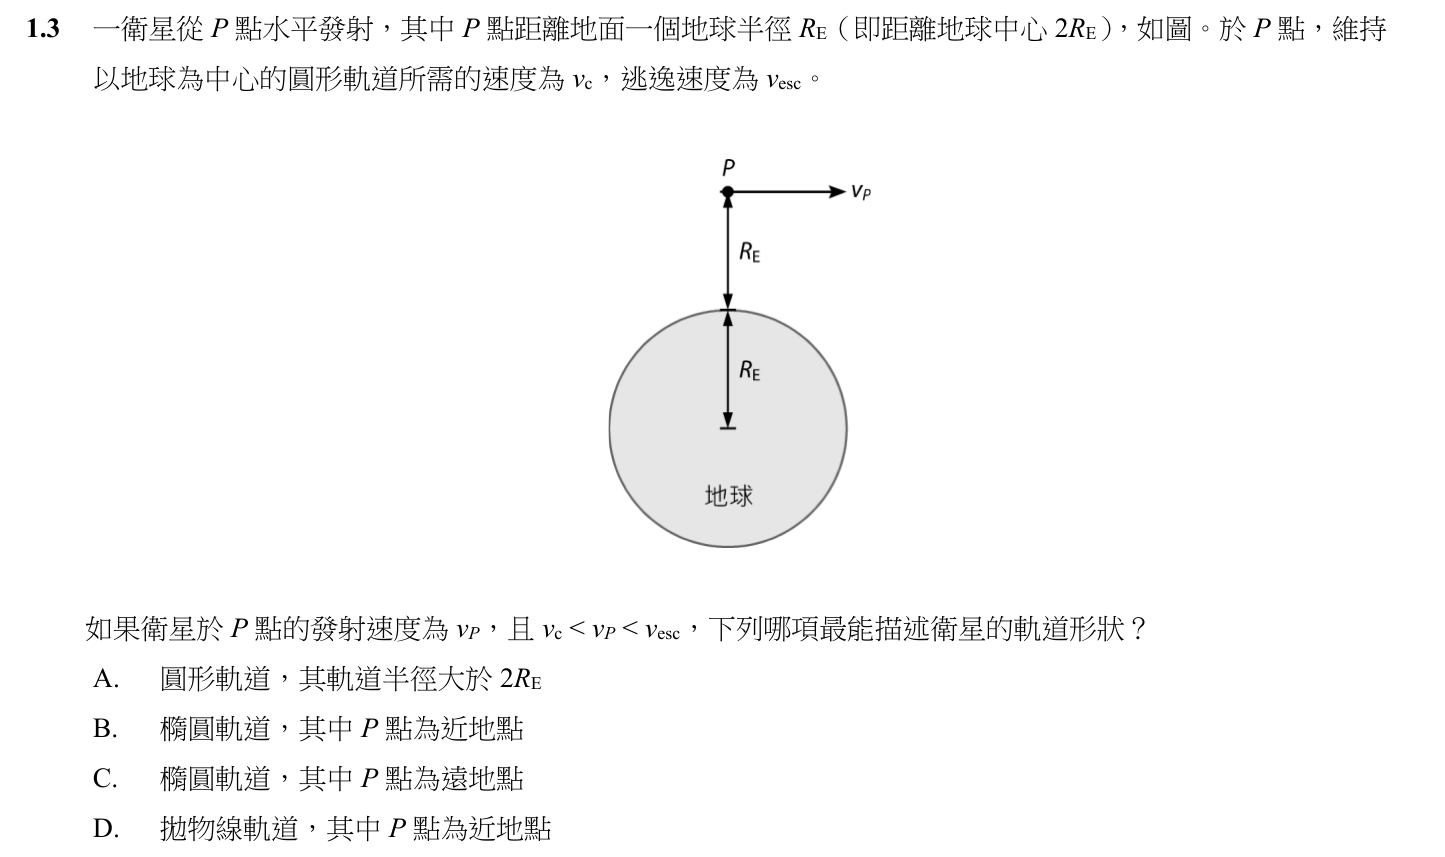 1.3 一衛星從 P 點水平發射，其中 P 點距離地面一個地球半徑 RE（即距離地球中心 2RE），如圖。於 P 點，維持
以地球為中心的圓形軌道所需的速度為 vc，逃逸速度為 vesc。
P
vP
RE
RE
地球
如果衛星於 P 點的發射速度為 vP，且 vc < vP < vesc，下列哪項最能描述衛星的軌道形狀？
A. 圓形軌道，其軌道半徑大於 2RE
B. 橢圓軌道，其中 P 點為近地點
C. 橢圓軌道，其中 P 點為遠地點
D. 拋物線軌道，其中 P 點為近地點